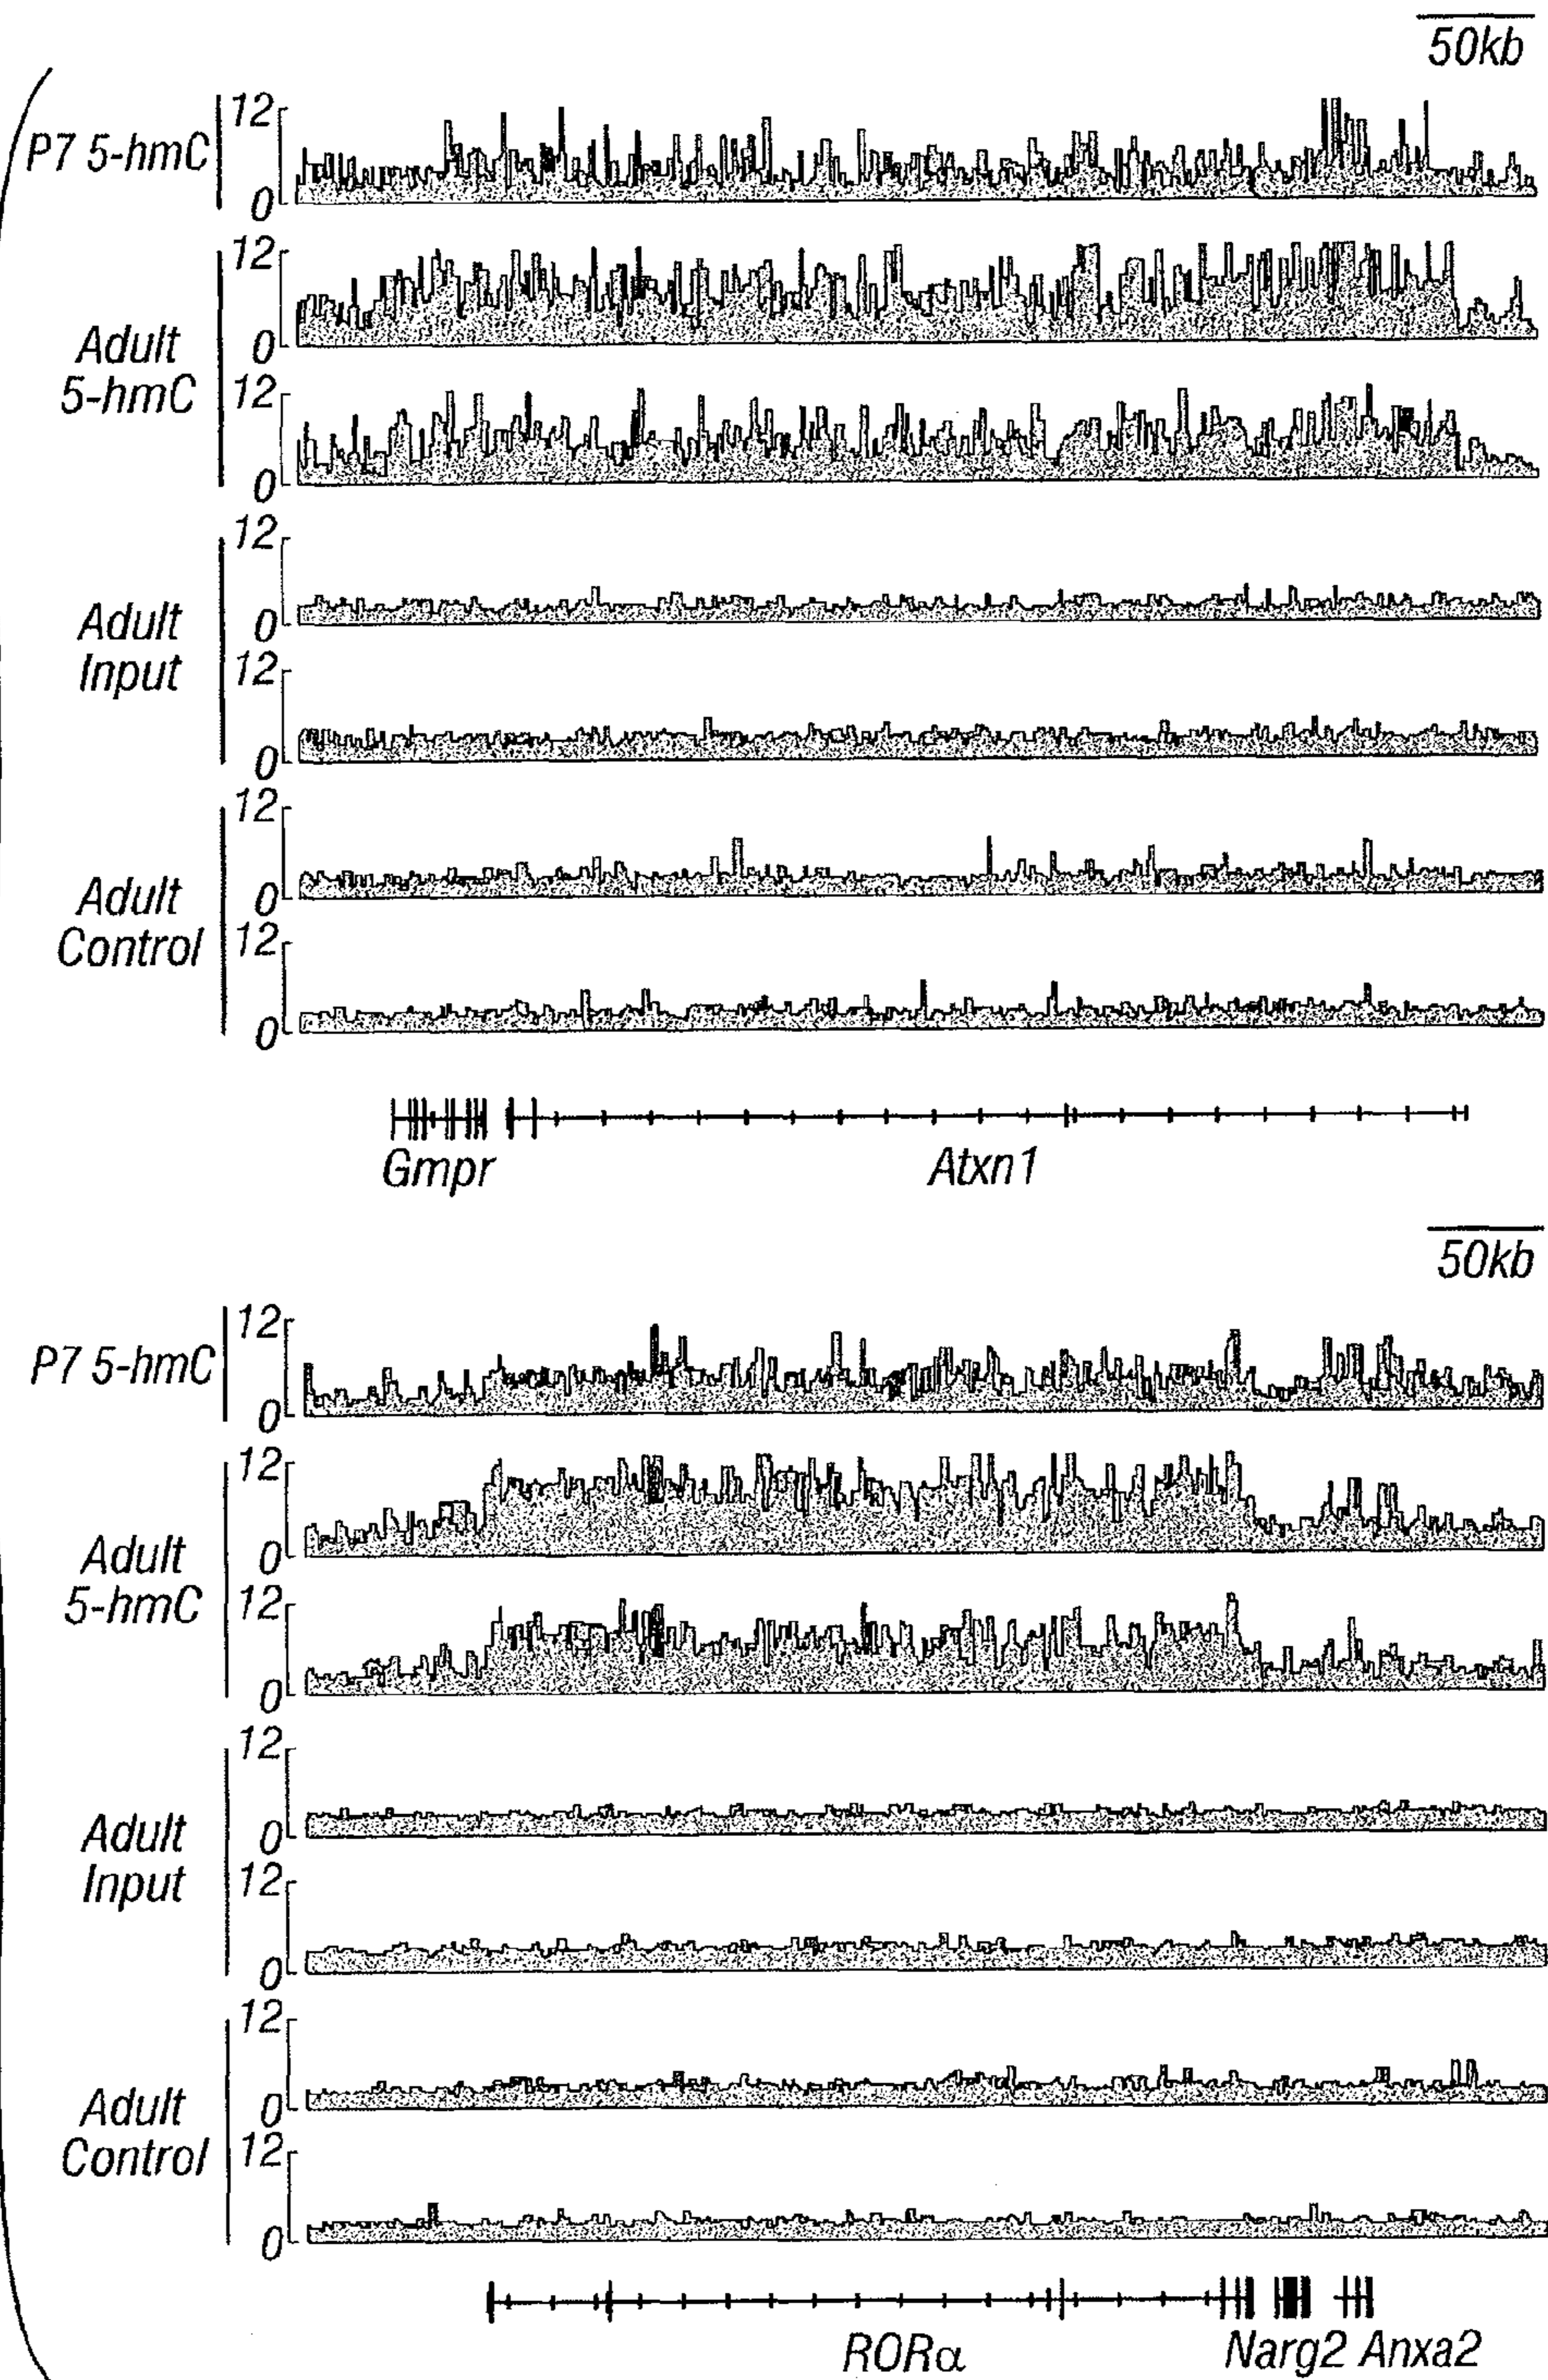 50kb
P7 5-hmC
12
0
Adult
5-hmC
12
0
12
0
Adult
Input
12
0
12
0
Adult
Control
12
0
12
0
Gmpr
Atxn1
50kb
P7 5-hmC
12
0
Adult
5-hmC
12
0
12
0
Adult
Input
12
0
12
0
Adult
Control
12
0
12
0
RORα
Narg2 Anxa2